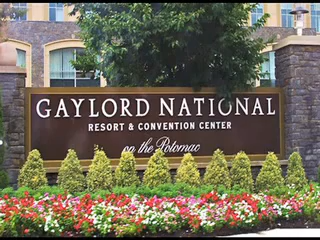 GAYLORD NATIONAL
RESORT & CONVENTION CENTER
on the Potomac